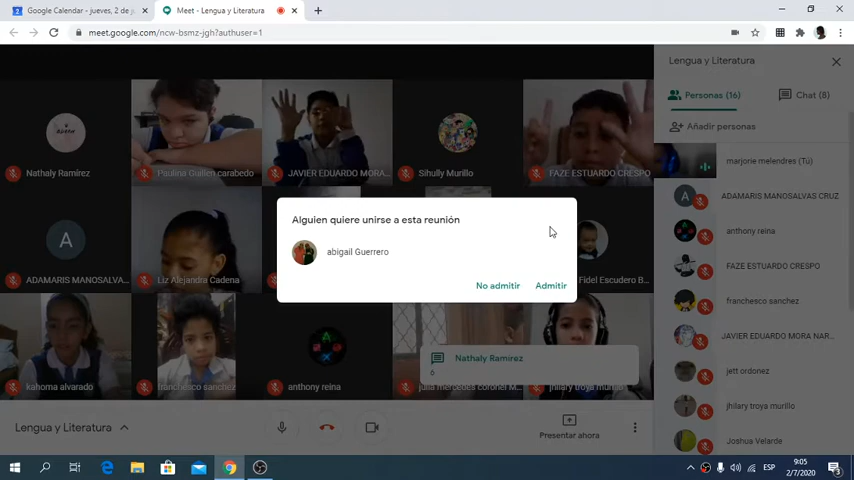 Google Calendar - jueves, 2 de ju
Meet - Lengua y Literatura
meet.google.com/ncw-bsmz-jgh?authuser=1
Lengua y Literatura
Personas (16)
Chat (8)
Añadir personas
marjorie melendres (Tú)
ADAMARIS MANOSALVAS CRUZ
anthony reina
FAZE ESTUARDO CRESPO
franchesco sanchez
JAVIER EDUARDO MORA NAR...
jett ordonez
jhilary troya murillo
Joshua Velarde
Nathaly Ramírez
Paulina Guillen carabedo
JAVIER EDUARDO MORA...
Sihully Murillo
FAZE ESTUARDO CRESPO
Alguien quiere unirse a esta reunión
abigail Guerrero
No admitir
Admitir
A
ADAMARIS MANOSALVA
Liz Alejandra Cadena
Fidel Escudero B...
A
kahoma alvarado
franchesco sanchez
anthony reina
julia mercedes coronel M...
jhilary troya murillo
Nathaly Ramírez
6
Lengua y Literatura
Presentar ahora
ESP
9:05
2/7/2020
3